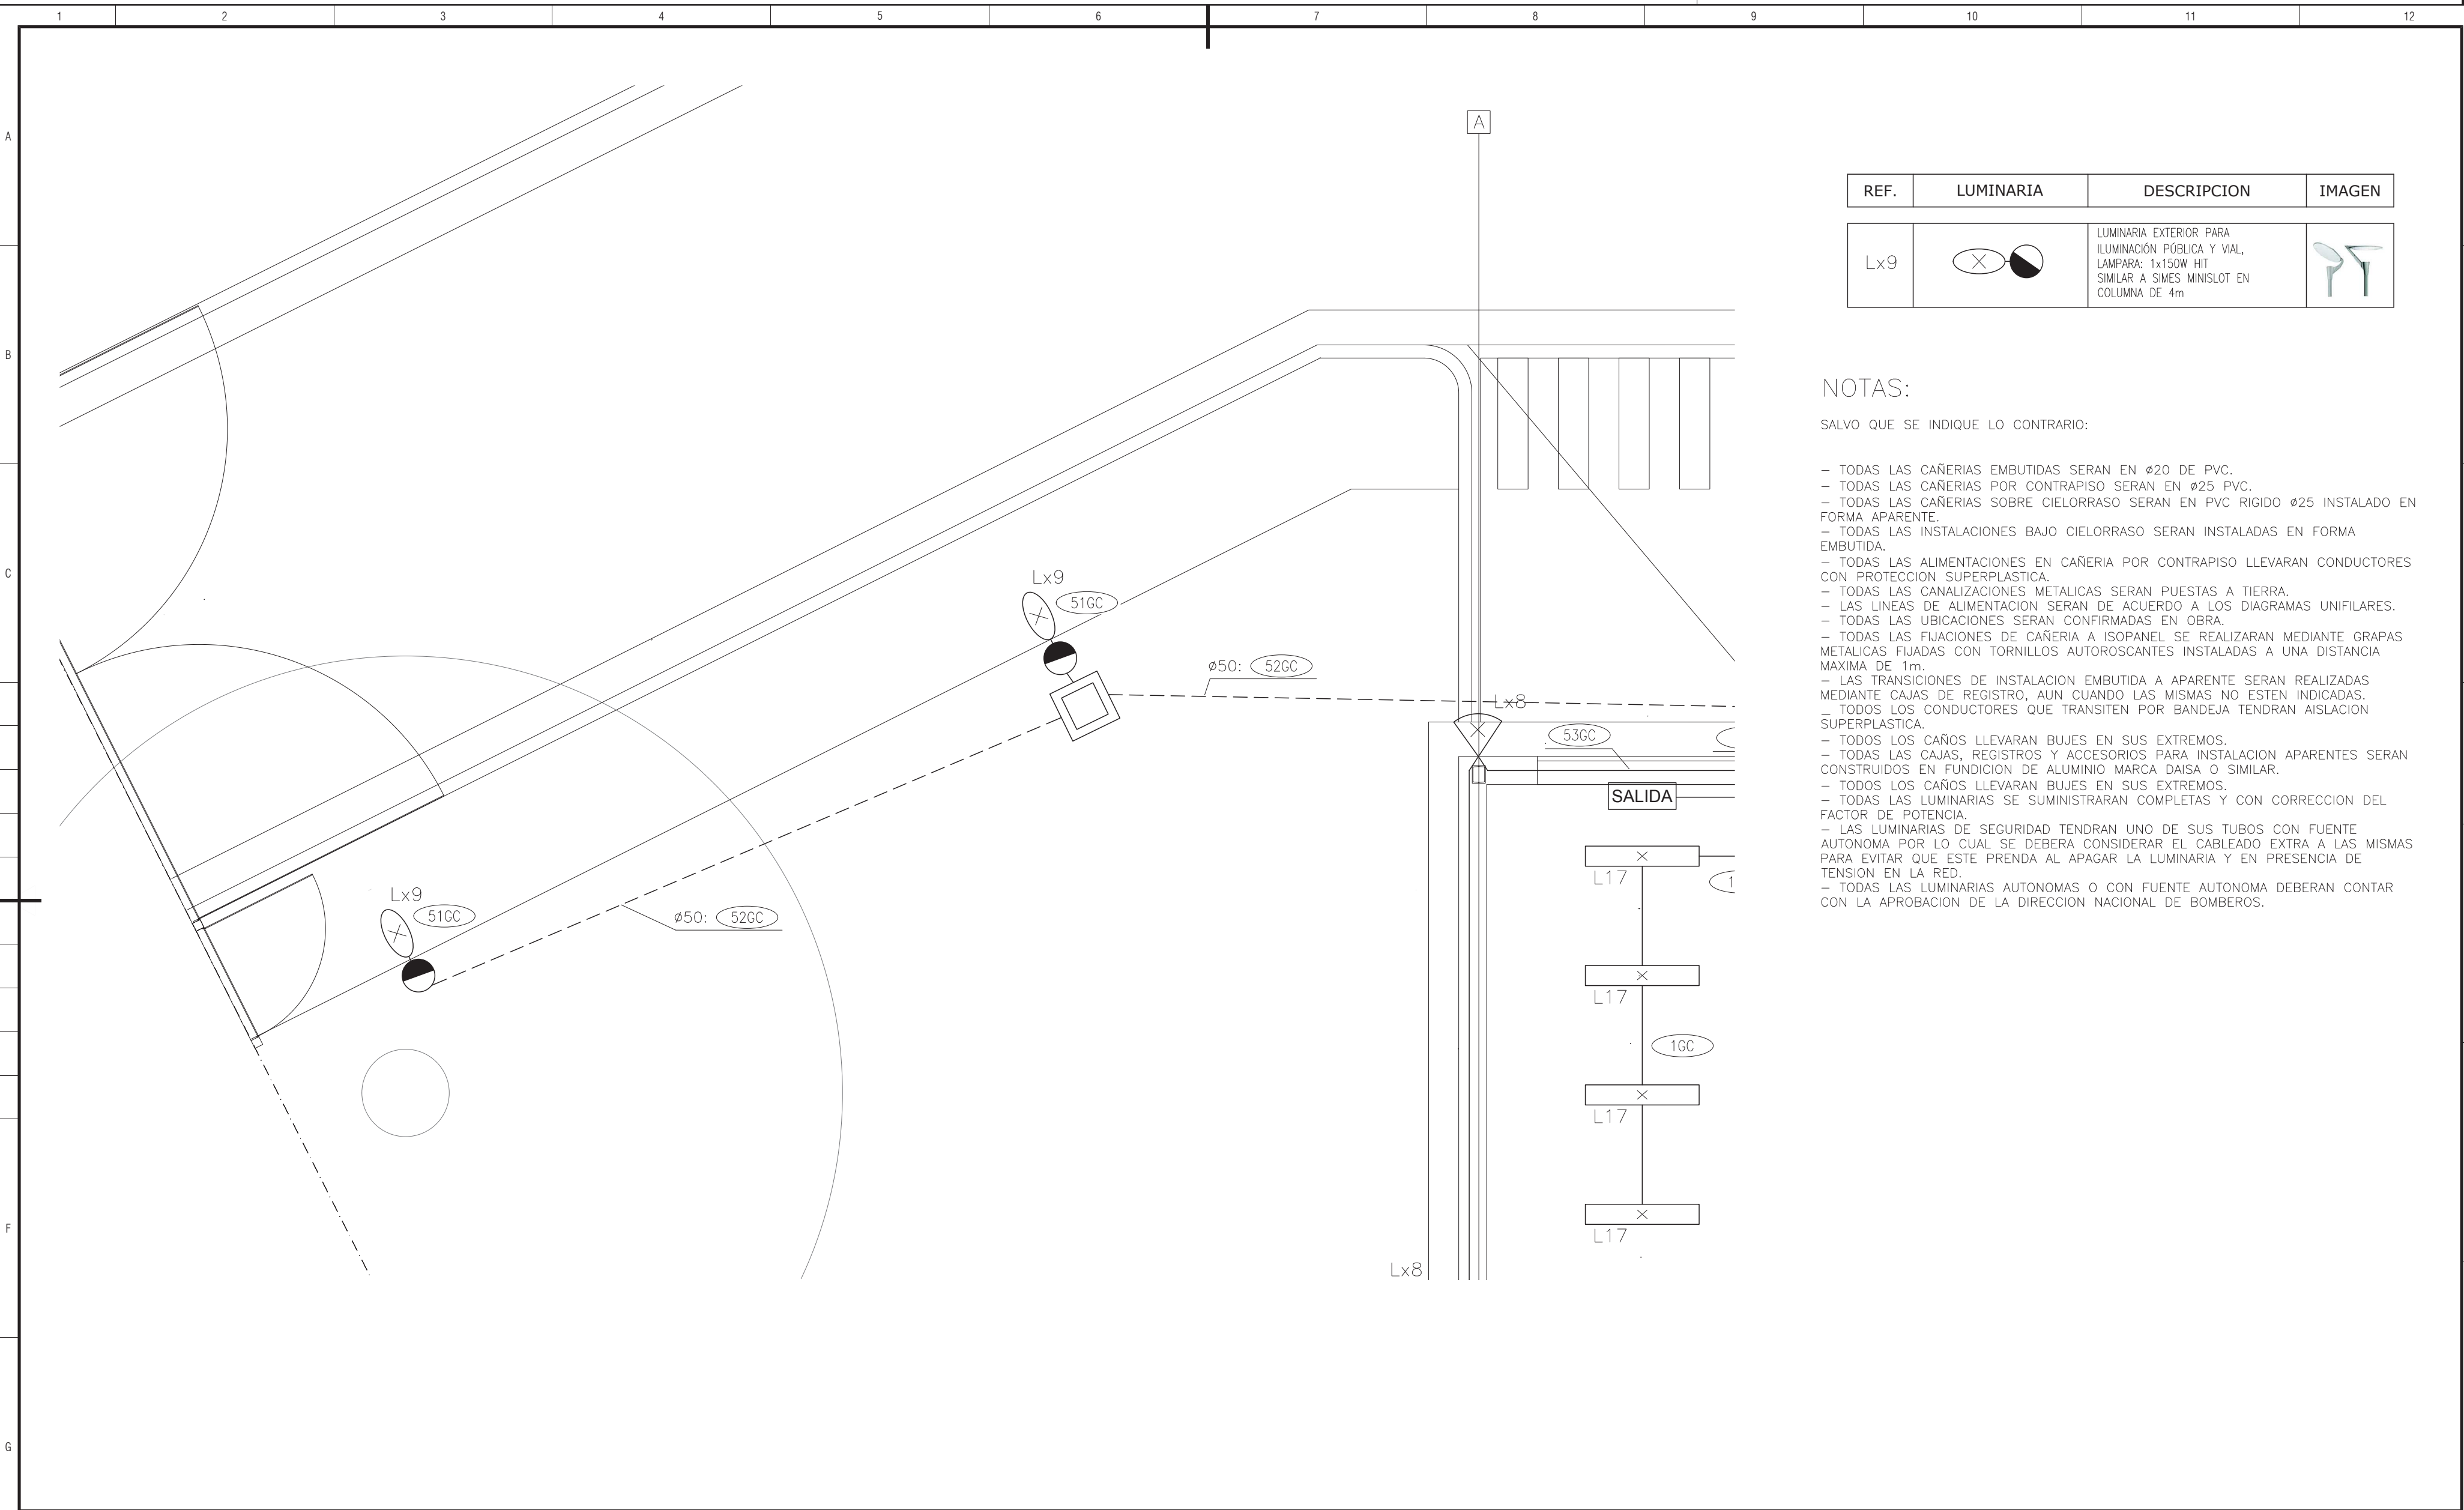 1 2 3 4 5 6 7 8 9 10 11 12
A
B
C
F
G
A
REF. LUMINARIA DESCRIPCION IMAGEN
Lx9
LUMINARIA EXTERIOR PARA
ILUMINACIÓN PÚBLICA Y VIAL,
LAMPARA: 1x150W HIT
SIMILAR A SIMES MINISLOT EN
COLUMNA DE 4m
NOTAS:
SALVO QUE SE INDIQUE LO CONTRARIO:
– TODAS LAS CAÑERIAS EMBUTIDAS SERAN EN ø20 DE PVC.
– TODAS LAS CAÑERIAS POR CONTRAPISO SERAN EN ø25 PVC.
– TODAS LAS CAÑERIAS SOBRE CIELORRASO SERAN EN PVC RIGIDO ø25 INSTALADO EN
FORMA APARENTE.
– TODAS LAS INSTALACIONES BAJO CIELORRASO SERAN INSTALADAS EN FORMA
EMBUTIDA.
– TODAS LAS ALIMENTACIONES EN CAÑERIA POR CONTRAPISO LLEVARAN CONDUCTORES
CON PROTECCION SUPERPLASTICA.
– TODAS LAS CANALIZACIONES METALICAS SERAN PUESTAS A TIERRA.
– LAS LINEAS DE ALIMENTACION SERAN DE ACUERDO A LOS DIAGRAMAS UNIFILARES.
– TODAS LAS UBICACIONES SERAN CONFIRMADAS EN OBRA.
– TODAS LAS FIJACIONES DE CAÑERIA A ISOPANEL SE REALIZARAN MEDIANTE GRAPAS
METALICAS FIJADAS CON TORNILLOS AUTOROSCANTES INSTALADAS A UNA DISTANCIA
MAXIMA DE 1m.
– LAS TRANSICIONES DE INSTALACION EMBUTIDA A APARENTE SERAN REALIZADAS
MEDIANTE CAJAS DE REGISTRO, AUN CUANDO LAS MISMAS NO ESTEN INDICADAS.
_ TODOS LOS CONDUCTORES QUE TRANSITEN POR BANDEJA TENDRAN AISLACION
SUPERPLASTICA.
– TODOS LOS CAÑOS LLEVARAN BUJES EN SUS EXTREMOS.
– TODAS LAS CAJAS, REGISTROS Y ACCESORIOS PARA INSTALACION APARENTES SERAN
CONSTRUIDOS EN FUNDICION DE ALUMINIO MARCA DAISA O SIMILAR.
– TODOS LOS CAÑOS LLEVARAN BUJES EN SUS EXTREMOS.
– TODAS LAS LUMINARIAS SE SUMINISTRARAN COMPLETAS Y CON CORRECCION DEL
FACTOR DE POTENCIA.
– LAS LUMINARIAS DE SEGURIDAD TENDRAN UNO DE SUS TUBOS CON FUENTE
AUTONOMA POR LO CUAL SE DEBERA CONSIDERAR EL CABLEADO EXTRA A LAS MISMAS
PARA EVITAR QUE ESTE PRENDA AL APAGAR LA LUMINARIA Y EN PRESENCIA DE
TENSION EN LA RED.
– TODAS LAS LUMINARIAS AUTONOMAS O CON FUENTE AUTONOMA DEBERAN CONTAR
CON LA APROBACION DE LA DIRECCION NACIONAL DE BOMBEROS.
Lx9
51GC
ø50: 52GC
Lx8
53GC
SALIDA
L17
1
Lx9
51GC
ø50: 52GC
L17
1GC
L17
L17
Lx8